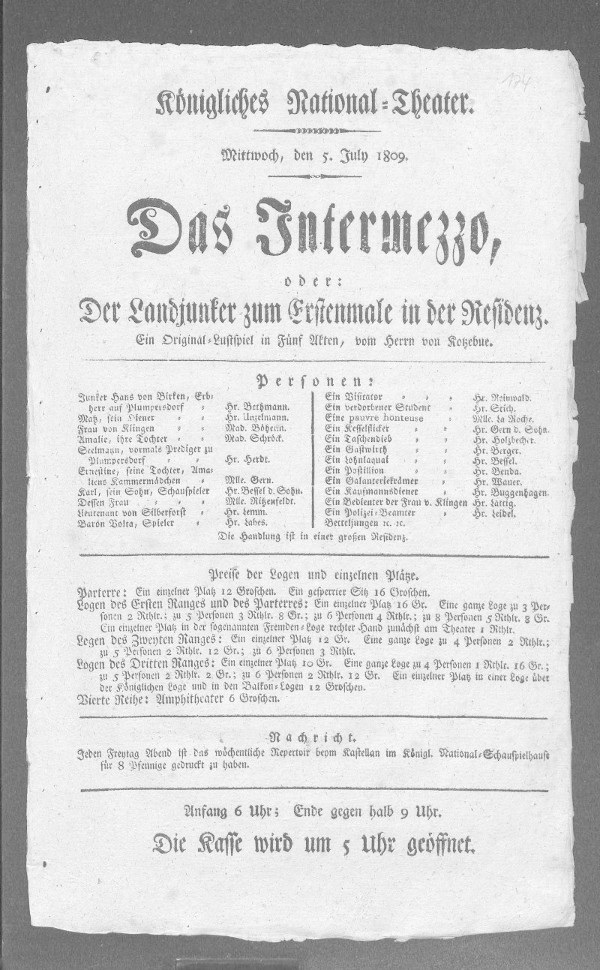 174
Königliches National-Theater.
Mittwoch, den 5. July 1809.
Das Intermezzo,
oder:
Der Landjunker zum Erstenmale in der Residenz.
Ein Original-Lustspiel in Fünf Akten, vom Herrn von Kotzebue.
Personen:
Junker Hans von Birken, Erb-
herr auf Plumpersdorf - Hr. Bethmann.
Matz, sein Diener - - Hr. Unzelmann.
Frau von Klingen - - Mad. Böheim.
Amalie, ihre Tochter - - Mad. Schröck.
Seelmann, vormals Prediger zu
Plumpersdorf - - Hr. Herdt.
Ernestine, seine Tochter, Ama-
liens Kammermädchen - Mlle. Gern.
Karl, sein Sohn, Schauspieler Hr. Bessel d. Sohn.
Dessen Frau - - - Mlle. Ritzenfeldt.
Lieutenant von Silberforst - Hr. Lemm.
Baron Volta, Spieler - Hr. Labes.
Ein Visitator - - - Hr. Reinwald.
Ein verdorbener Student - Hr. Stich.
Eine pauvre honteuse - Mlle. la Roche.
Ein Kesselflicker - - Hr. Gern d. Sohn.
Ein Taschendieb - - Hr. Holzbecher.
Ein Gastwirth - - Hr. Berger.
Ein Lohnlaquai - - Hr. Bessel.
Ein Postillion - - Hr. Benda.
Ein Galanteriekrämer - Hr. Wauer.
Ein Kaufmannsdiener - Hr. Buggenhagen.
Ein Bedienter der Frau v. Klingen Hr. Lattig.
Ein Polizei-Beamter - Hr. Leidel.
Betteljungen ꝛc. ꝛc.
Die Handlung ist in einer großen Residenz.
Preise der Logen und einzelnen Plätze.
Parterre: Ein einzelner Platz 12 Groschen. Ein gesperrter Sitz 16 Groschen.
Logen des Ersten Ranges und des Parterres: Ein einzelner Platz 16 Gr. Eine ganze Loge zu 3 Per-
sonen 2 Rthlr.; zu 5 Personen 3 Rthlr. 8 Gr.; zu 6 Personen 4 Rthlr.; zu 8 Personen 5 Rthlr. 8 Gr.
Ein einzelner Platz in der sogenannten Fremden-Loge rechter Hand zunächst am Theater 1 Rthlr.
Logen des Zweyten Ranges: Ein einzelner Platz 12 Gr. Eine ganze Loge zu 4 Personen 2 Rthlr.;
zu 5 Personen 2 Rthlr. 12 Gr.; zu 6 Personen 3 Rthlr.
Logen des Dritten Ranges: Ein einzelner Platz 10 Gr. Eine ganze Loge zu 4 Personen 1 Rthlr. 16 Gr.;
zu 5 Personen 2 Rthlr. 2 Gr.; zu 6 Personen 2 Rthlr. 12 Gr. Ein einzelner Platz in einer Loge über
der Königlichen Loge und in den Balkon-Logen 12 Groschen.
Vierte Reihe: Amphitheater 6 Groschen.
Nachricht.
Jeden Freytag Abend ist das wöchentliche Repertoir beym Kastellan im Königl. National-Schauspielhause
für 8 Pfennige gedruckt zu haben.
Anfang 6 Uhr; Ende gegen halb 9 Uhr.
Die Kasse wird um 5 Uhr geöffnet.